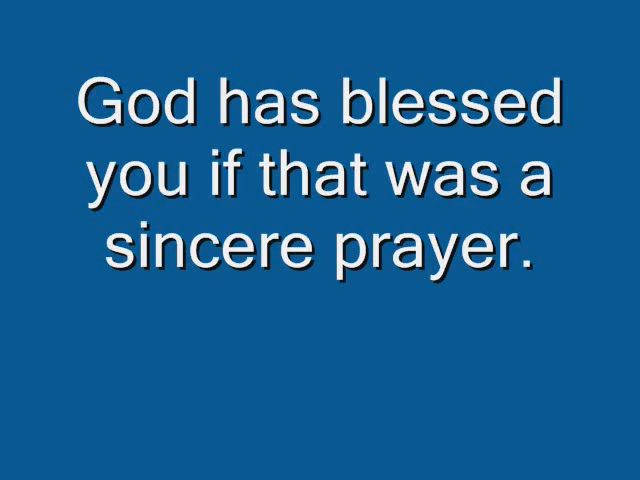 God has blessed
you if that was a
sincere prayer.